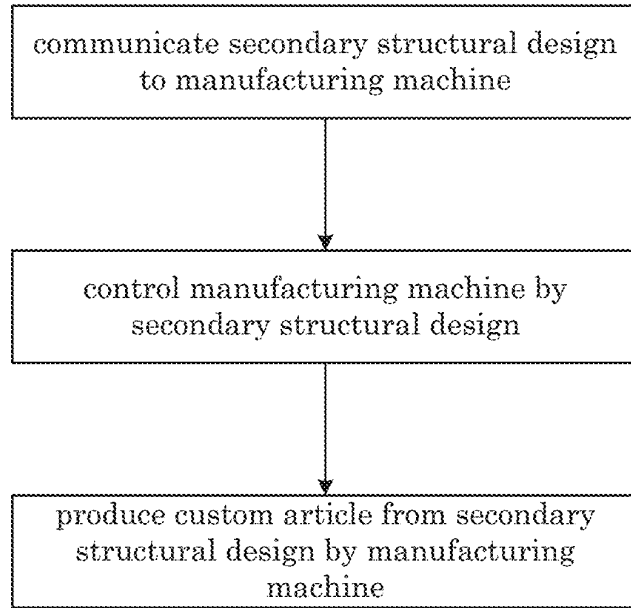 communicate secondary structural design
to manufacturing machine
control manufacturing machine by
secondary structural design
produce custom article from secondary
structural design by manufacturing
machine